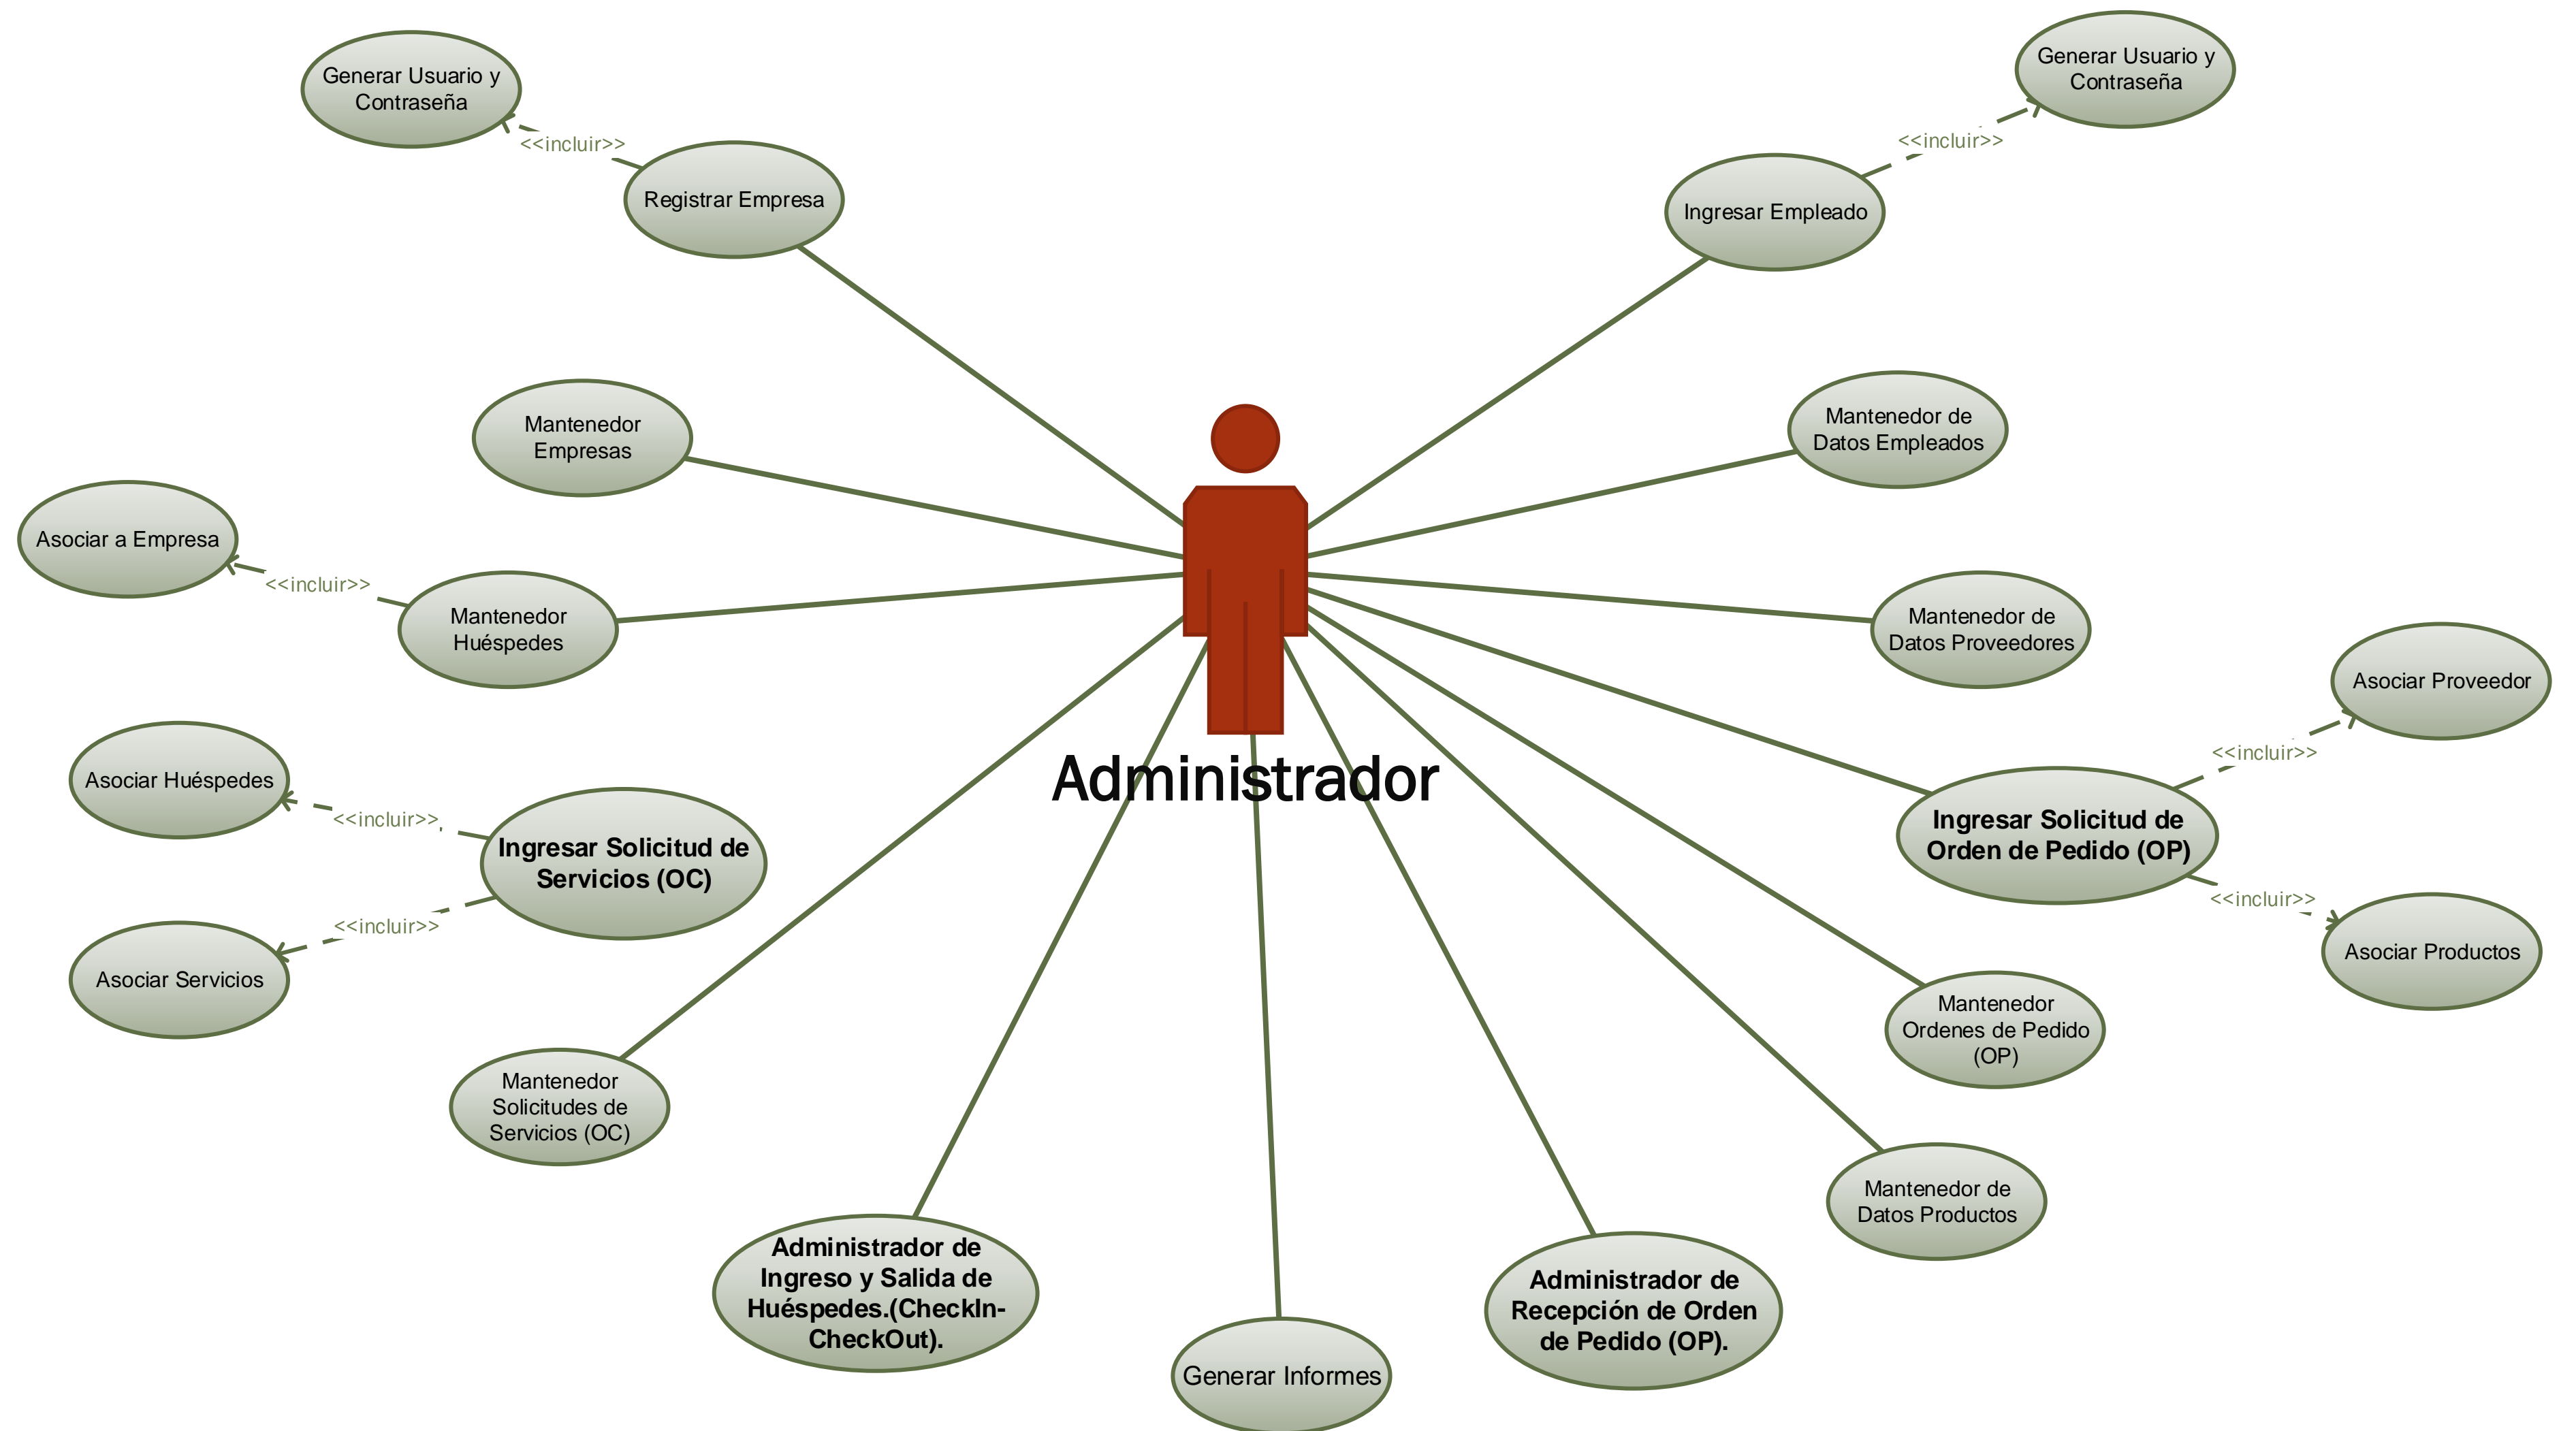 Generar Usuario y
Contraseña
<<incluir>>
Registrar Empresa
Generar Usuario y
Contraseña
<<incluir>>
Ingresar Empleado
Mantenedor
Empresas
Mantenedor de
Datos Empleados
Asociar a Empresa
<<incluir>>
Mantenedor
Huéspedes
Mantenedor de
Datos Proveedores
Administrador
Asociar Huéspedes
<<incluir>>
Ingresar Solicitud de
Servicios (OC)
<<incluir>>
Asociar Servicios
Asociar Proveedor
<<incluir>>
Ingresar Solicitud de
Orden de Pedido (OP)
<<incluir>>
Asociar Productos
Mantenedor
Solicitudes de
Servicios (OC)
Mantenedor
Ordenes de Pedido
(OP)
Mantenedor de
Datos Productos
Administrador de
Ingreso y Salida de
Huéspedes.(CheckIn-
CheckOut).
Generar Informes
Administrador de
Recepción de Orden
de Pedido (OP).